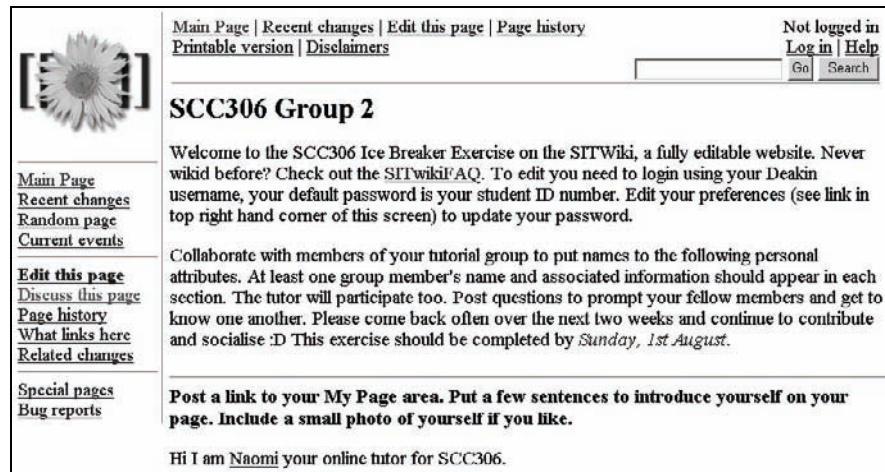 Main Page | Recent changes | Edit this page | Page history
Printable version | Disclaimers
Not logged in
Log in | Help
Go Search
[[ ]]
Main Page
Recent changes
Random page
Current events
Edit this page
Discuss this page
Page history
What links here
Related changes
Special pages
Bug reports
SCC306 Group 2
Welcome to the SCC306 Ice Breaker Exercise on the SITWiki, a fully editable website. Never
wikid before? Check out the SITwikiFAQ. To edit you need to login using your Deakin
username, your default password is your student ID number. Edit your preferences (see link in
top right hand corner of this screen) to update your password.
Collaborate with members of your tutorial group to put names to the following personal
attributes. At least one group member's name and associated information should appear in each
section. The tutor will participate too. Post questions to prompt your fellow members and get to
know one another. Please come back often over the next two weeks and continue to contribute
and socialise :D This exercise should be completed by Sunday, 1st August.
Post a link to your My Page area. Put a few sentences to introduce yourself on your
page. Include a small photo of yourself if you like.
Hi I am Naomi your online tutor for SCC306.